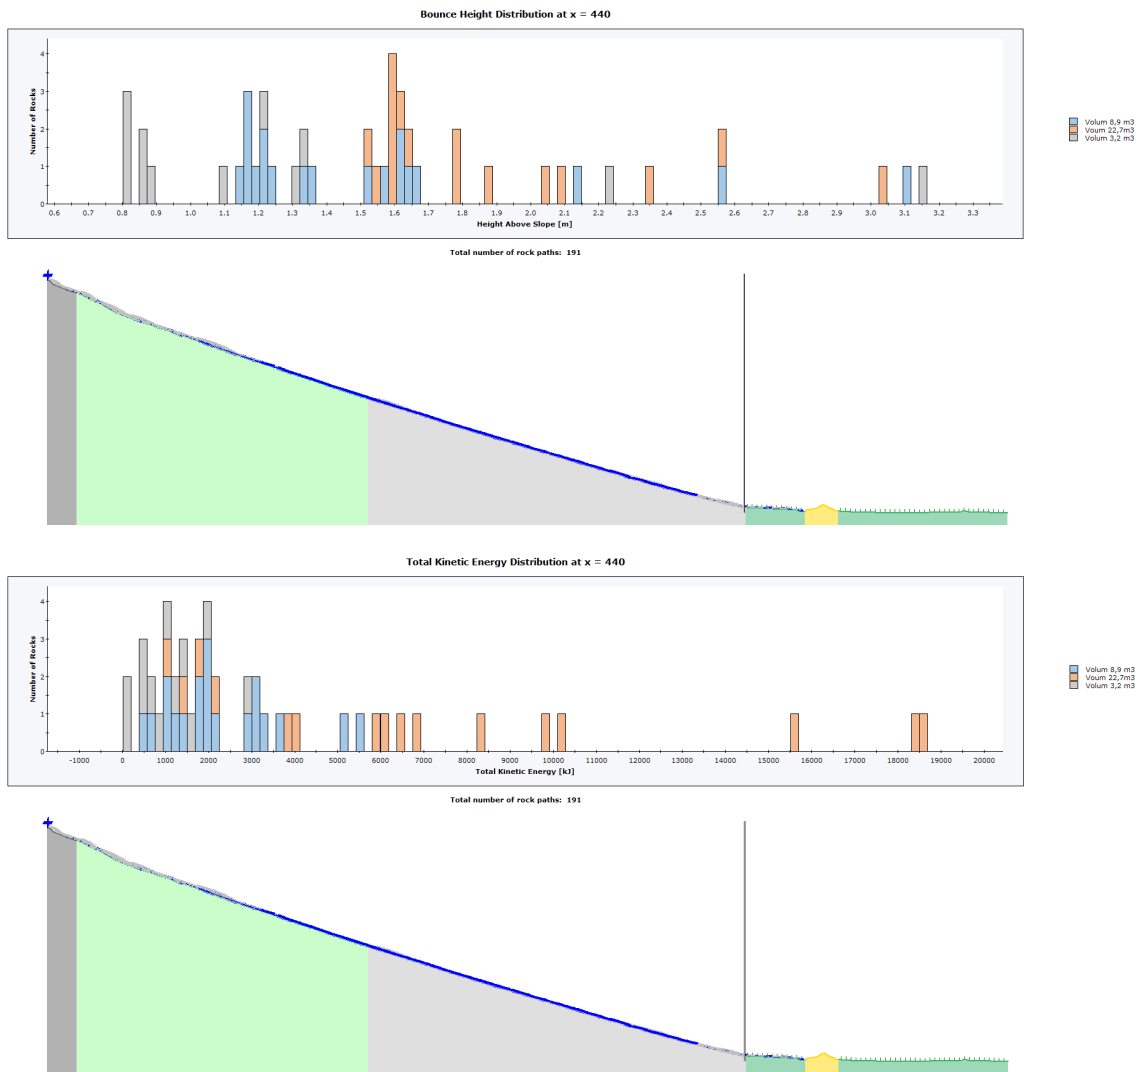 Bounce Height Distribution at x = 440
Number of Rocks
4
3
2
1
0
0.6 0.7 0.8 0.9 1.0 1.1 1.2 1.3 1.4 1.5 1.6 1.7 1.8 1.9 2.0 2.1 2.2 2.3 2.4 2.5 2.6 2.7 2.8 2.9 3.0 3.1 3.2 3.3
Height Above Slope [m]
Volum 8,9 m3
Voum 22,7m3
Volum 3,2 m3
Total number of rock paths: 191
Total Kinetic Energy Distribution at x = 440
Number of Rocks
4
3
2
1
0
-1000 0 1000 2000 3000 4000 5000 6000 7000 8000 9000 10000 11000 12000 13000 14000 15000 16000 17000 18000 19000 20000
Total Kinetic Energy [kJ]
Volum 8,9 m3
Voum 22,7m3
Volum 3,2 m3
Total number of rock paths: 191